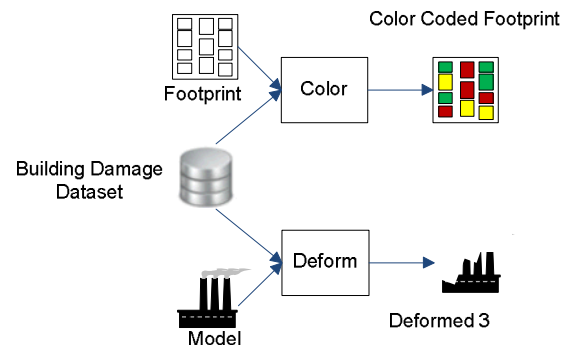 Color Coded Footprint
Footprint
Color
Building Damage
Dataset
Deform
Model
Deformed 3